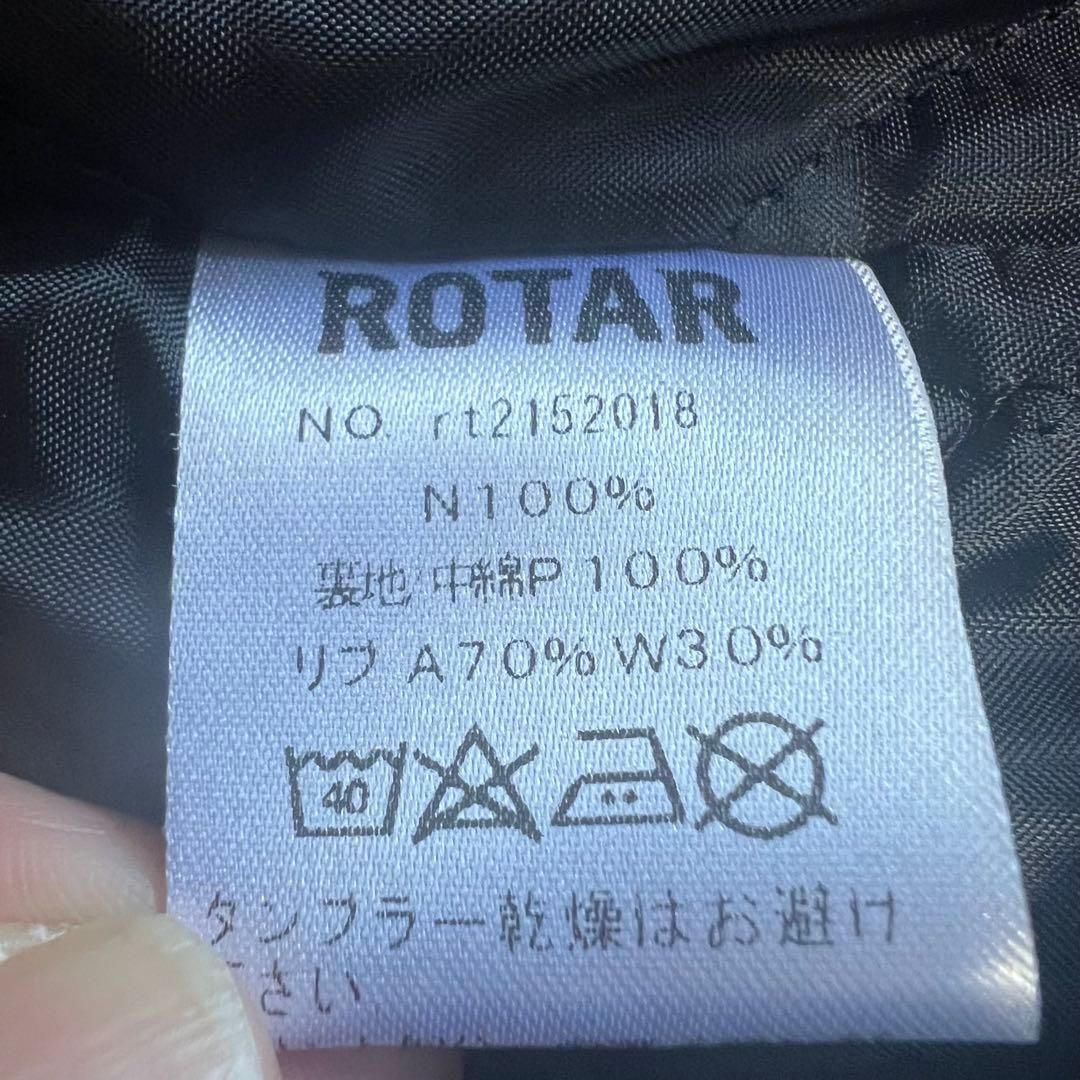 ROTAR
NO. rt2152018
N100%
裏地/中綿P100%
リブ A70% W30%
40
タンブラー乾燥はお避け
下さい